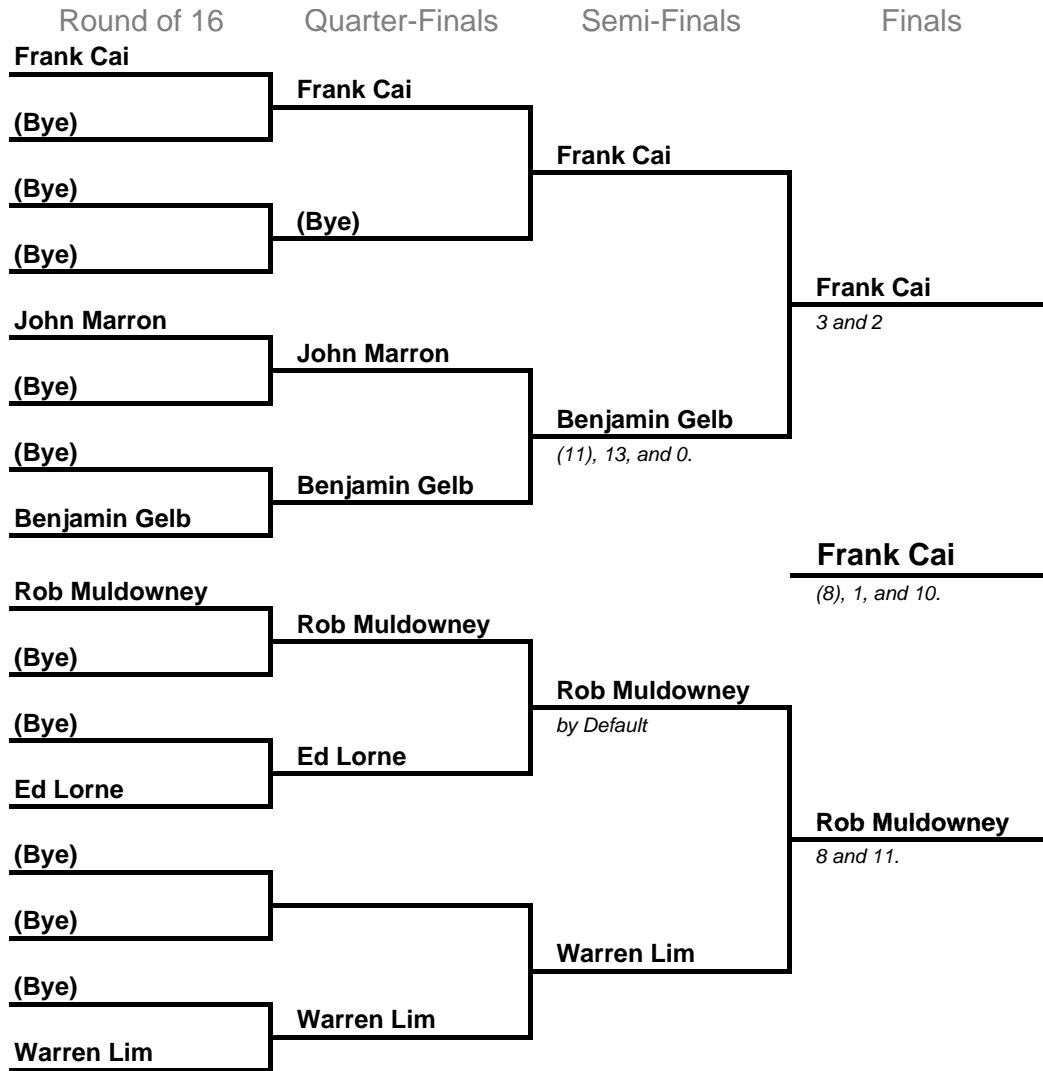 Round of 16 Quarter-Finals Semi-Finals Finals
Frank Cai
Frank Cai
(Bye)
Frank Cai
(Bye)
(Bye)
(Bye)
Frank Cai
John Marron
3 and 2
John Marron
(Bye)
Benjamin Gelb
(Bye)
(11), 13, and 0.
Benjamin Gelb
Benjamin Gelb
Frank Cai
Rob Muldowney
(8), 1, and 10.
Rob Muldowney
(Bye)
Rob Muldowney
(Bye)
by Default
Ed Lorne
Ed Lorne
Rob Muldowney
(Bye)
8 and 11.
(Bye)
Warren Lim
(Bye)
Warren Lim
Warren Lim